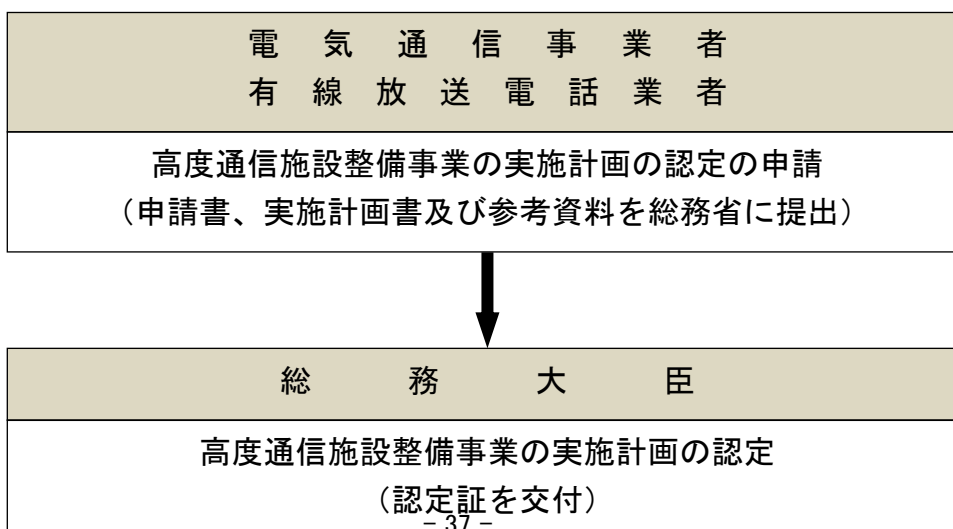 電気通信事業者
有線放送電話業者
高度通信施設整備事業の実施計画の認定の申請
（申請書、実施計画書及び参考資料を総務省に提出）
総務大臣
高度通信施設整備事業の実施計画の認定
（認定証を交付）
- 37 -